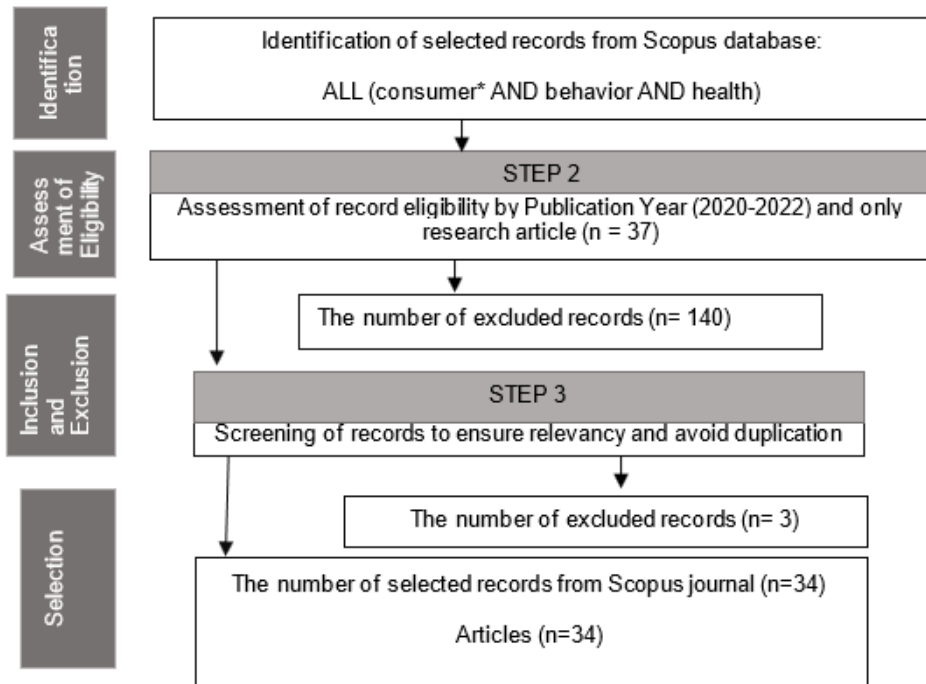 Identifica
tion
Identification of selected records from Scopus database:
ALL (consumer* AND behavior AND health)
Assess
ment of
Eligibility
STEP 2
Assessment of record eligibility by Publication Year (2020-2022) and only
research article (n = 37)
The number of excluded records (n= 140)
Inclusion
and
Exclusion
STEP 3
Screening of records to ensure relevancy and avoid duplication
The number of excluded records (n= 3)
Selection
The number of selected records from Scopus journal (n=34)
Articles (n=34)